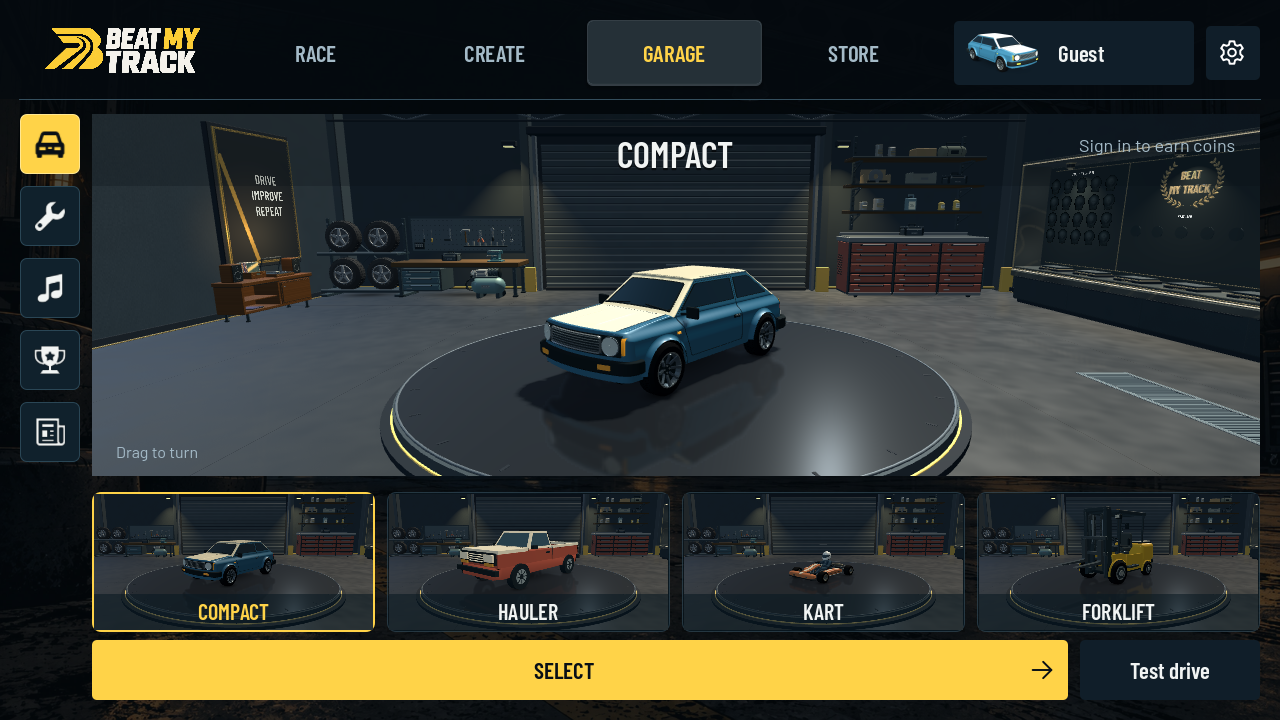 BEAT MY
TRACK
RACE
CREATE
GARAGE
STORE
Guest
COMPACT
Sign in to earn coins
DRIVE
IMPROVE
REPEAT
BEAT
MY TRACK
Drag to turn
COMPACT
HAULER
KART
FORKLIFT
SELECT
Test drive